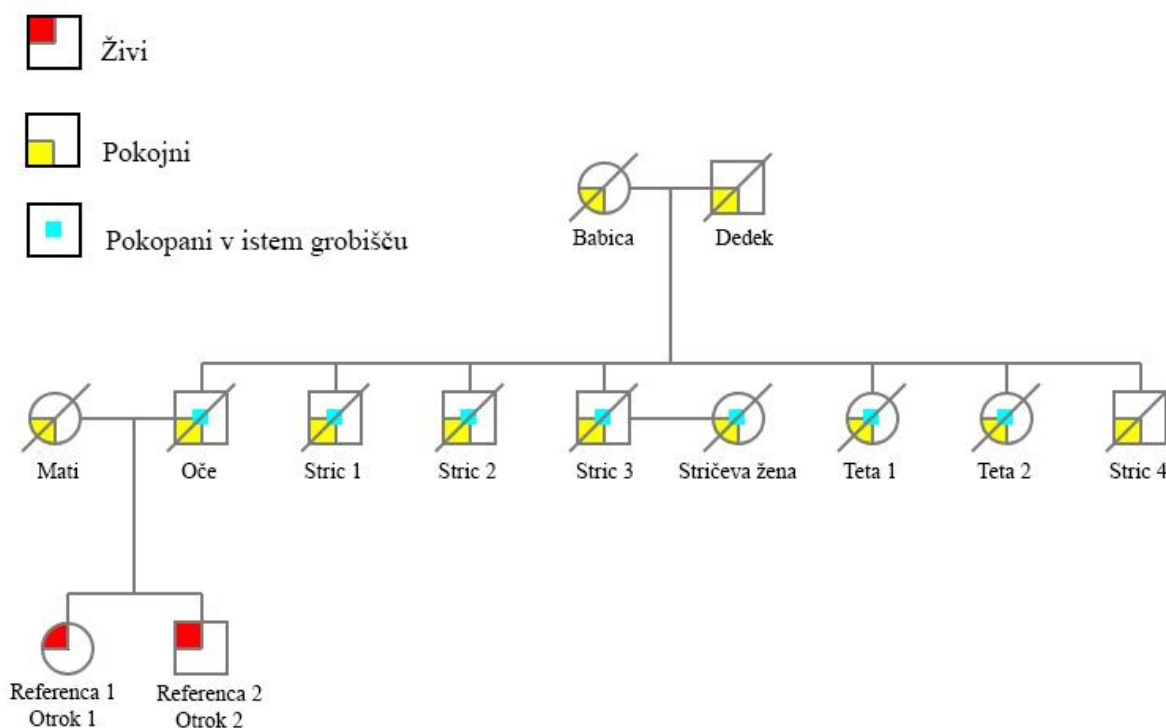 Živi
Pokojni
Pokopani v istem grobišču
Babica
Dedek
Mati
Oče
Stric 1
Stric 2
Stric 3
Stričeva žena
Teta 1
Teta 2
Stric 4
Referenca 1
Otrok 1
Referenca 2
Otrok 2